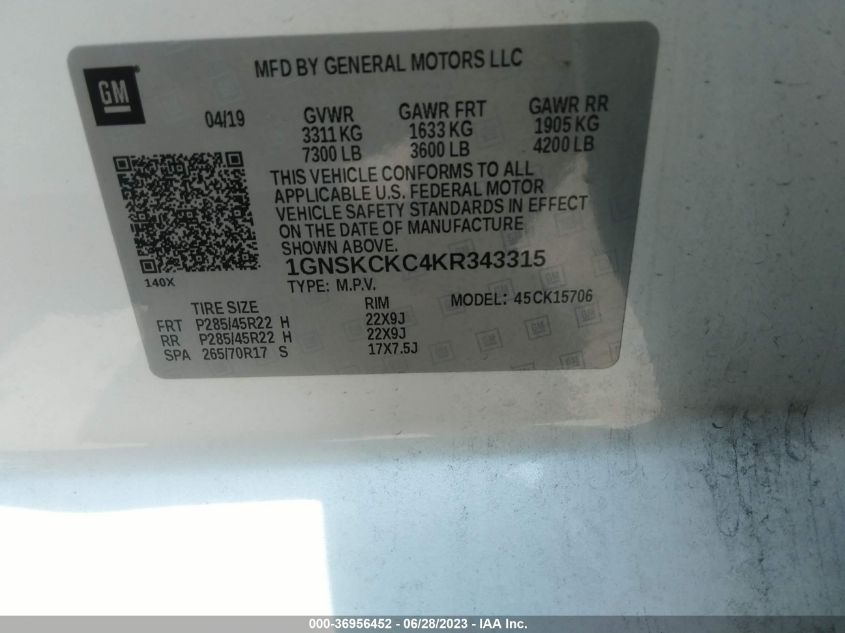 MFD BY GENERAL MOTORS LLC
GM
04/19
GVWR GAWR FRT GAWR RR
3311 KG 1633 KG 1905 KG
7300 LB 3600 LB 4200 LB
THIS VEHICLE CONFORMS TO ALL
APPLICABLE U.S. FEDERAL MOTOR
VEHICLE SAFETY STANDARDS IN EFFECT
ON THE DATE OF MANUFACTURE
SHOWN ABOVE.
1GNSKCKC4KR343315
140X
TYPE: M.P.V. MODEL: 45CK15706
TIRE SIZE RIM
FRT P285/45R22 H 22X9J
RR P285/45R22 H 22X9J
SPA 265/70R17 S 17X7.5J
000-36956452 - 06/28/2023 - IAA Inc.